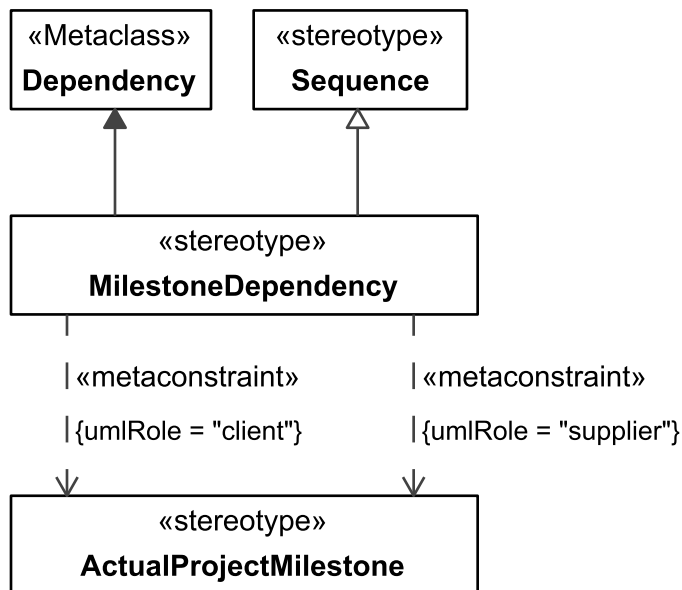 «Metaclass»
Dependency
«stereotype»
Sequence
«stereotype»
MilestoneDependency
«metaconstraint»
{umlRole = "client"}
«metaconstraint»
{umlRole = "supplier"}
«stereotype»
ActualProjectMilestone